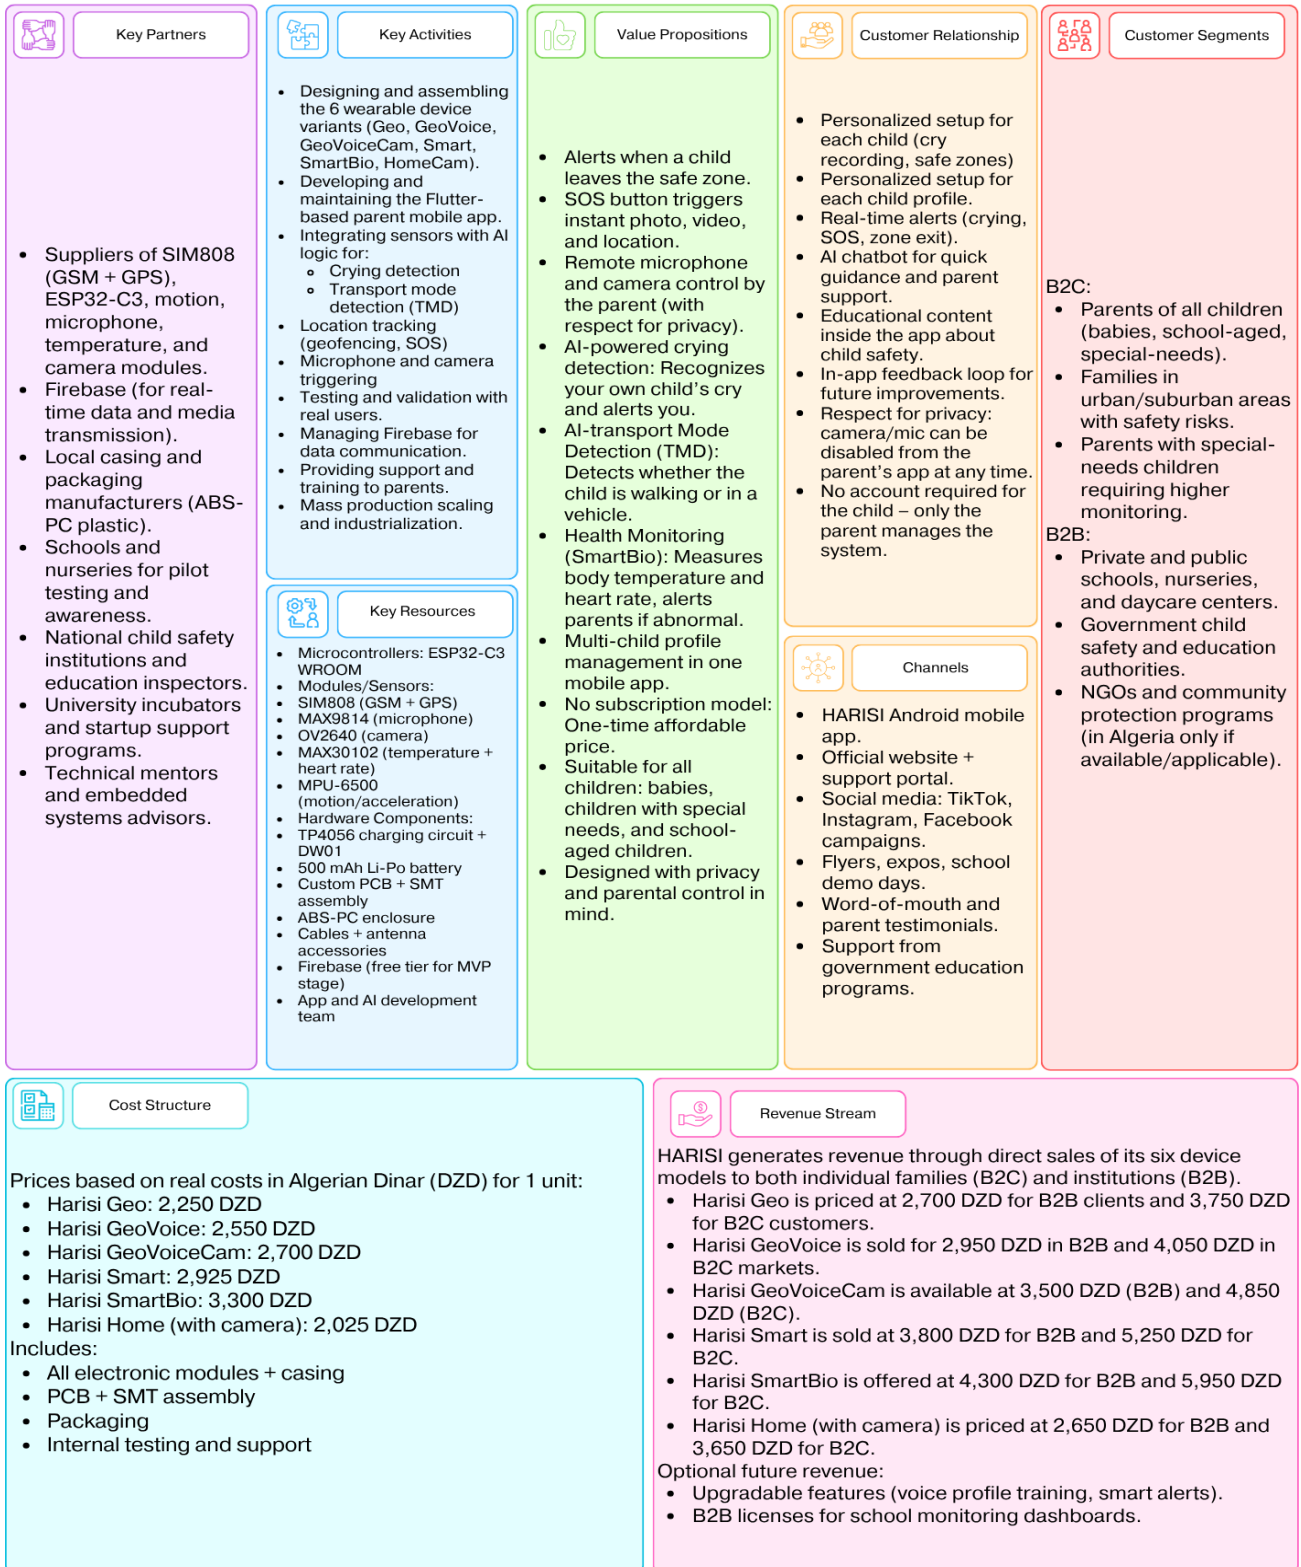 Key Partners
• Suppliers of SIM808
(GSM + GPS),
ESP32-C3, motion,
microphone,
temperature, and
camera modules.
• Firebase (for real-
time data and media
transmission).
• Local casing and
packaging
manufacturers (ABS-
PC plastic).
• Schools and
nurseries for pilot
testing and
awareness.
• National child safety
institutions and
education inspectors.
• University incubators
and startup support
programs.
• Technical mentors
and embedded
systems advisors.
Key Activities
• Designing and assembling
the 6 wearable device
variants (Geo, GeoVoice,
GeoVoiceCam, Smart,
SmartBio, HomeCam).
• Developing and
maintaining the Flutter-
based parent mobile app.
• Integrating sensors with AI
logic for:
◦ Crying detection
◦ Transport mode
detection (TMD)
• Location tracking
(geofencing, SOS)
• Microphone and camera
triggering
• Testing and validation with
real users.
• Managing Firebase for
data communication.
• Providing support and
training to parents.
• Mass production scaling
and industrialization.
Key Resources
• Microcontrollers: ESP32-C3
WROOM
• Modules/Sensors:
• SIM808 (GSM + GPS)
• MAX9814 (microphone)
• OV2640 (camera)
• MAX30102 (temperature +
heart rate)
• MPU-6500
(motion/acceleration)
• Hardware Components:
• TP4056 charging circuit +
DW01
• 500 mAh Li-Po battery
• Custom PCB + SMT
assembly
• ABS-PC enclosure
• Cables + antenna
accessories
• Firebase (free tier for MVP
stage)
• App and AI development
team
Value Propositions
• Alerts when a child
leaves the safe zone.
• SOS button triggers
instant photo, video,
and location.
• Remote microphone
and camera control by
the parent (with
respect for privacy).
• AI-powered crying
detection: Recognizes
your own child's cry
and alerts you.
• AI-transport Mode
Detection (TMD):
Detects whether the
child is walking or in a
vehicle.
• Health Monitoring
(SmartBio): Measures
body temperature and
heart rate, alerts
parents if abnormal.
• Multi-child profile
management in one
mobile app.
• No subscription model:
One-time affordable
price.
• Suitable for all
children: babies,
children with special
needs, and school-
aged children.
• Designed with privacy
and parental control in
mind.
Customer Relationship
• Personalized setup for
each child (cry
recording, safe zones)
• Personalized setup for
each child profile.
• Real-time alerts (crying,
SOS, zone exit).
• AI chatbot for quick
guidance and parent
support.
• Educational content
inside the app about
child safety.
• In-app feedback loop for
future improvements.
• Respect for privacy:
camera/mic can be
disabled from the
parent's app at any time.
• No account required for
the child – only the
parent manages the
system.
Channels
• HARISI Android mobile
app.
• Official website +
support portal.
• Social media: TikTok,
Instagram, Facebook
campaigns.
• Flyers, expos, school
demo days.
• Word-of-mouth and
parent testimonials.
• Support from
government education
programs.
Customer Segments
B2C:
• Parents of all children
(babies, school-aged,
special-needs).
• Families in
urban/suburban areas
with safety risks.
• Parents with special-
needs children
requiring higher
monitoring.
B2B:
• Private and public
schools, nurseries,
and daycare centers.
• Government child
safety and education
authorities.
• NGOs and community
protection programs
(in Algeria only if
available/applicable).
Cost Structure
Prices based on real costs in Algerian Dinar (DZD) for 1 unit:
• Harisi Geo: 2,250 DZD
• Harisi GeoVoice: 2,550 DZD
• Harisi GeoVoiceCam: 2,700 DZD
• Harisi Smart: 2,925 DZD
• Harisi SmartBio: 3,300 DZD
• Harisi Home (with camera): 2,025 DZD
Includes:
• All electronic modules + casing
• PCB + SMT assembly
• Packaging
• Internal testing and support
Revenue Stream
HARISI generates revenue through direct sales of its six device
models to both individual families (B2C) and institutions (B2B).
• Harisi Geo is priced at 2,700 DZD for B2B clients and 3,750 DZD
for B2C customers.
• Harisi GeoVoice is sold for 2,950 DZD in B2B and 4,050 DZD in
B2C markets.
• Harisi GeoVoiceCam is available at 3,500 DZD (B2B) and 4,850
DZD (B2C).
• Harisi Smart is sold at 3,800 DZD for B2B and 5,250 DZD for
B2C.
• Harisi SmartBio is offered at 4,300 DZD for B2B and 5,950 DZD
for B2C.
• Harisi Home (with camera) is priced at 2,650 DZD for B2B and
3,650 DZD for B2C.
Optional future revenue:
• Upgradable features (voice profile training, smart alerts).
• B2B licenses for school monitoring dashboards.